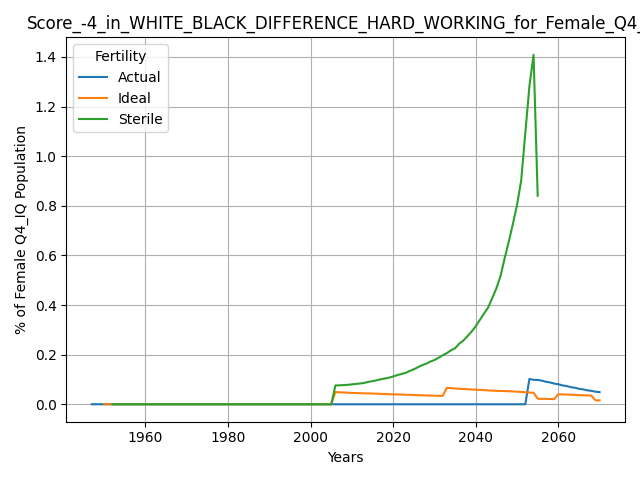 Score_-4_in_WHITE_BLACK_DIFFERENCE_HARD_WORKING_for_Female_Q4_
Fertility
Actual
Ideal
Sterile
% of Female Q4_IQ Population
1.4
1.2
1.0
0.8
0.6
0.4
0.2
0.0
1960 1980 2000 2020 2040 2060
Years